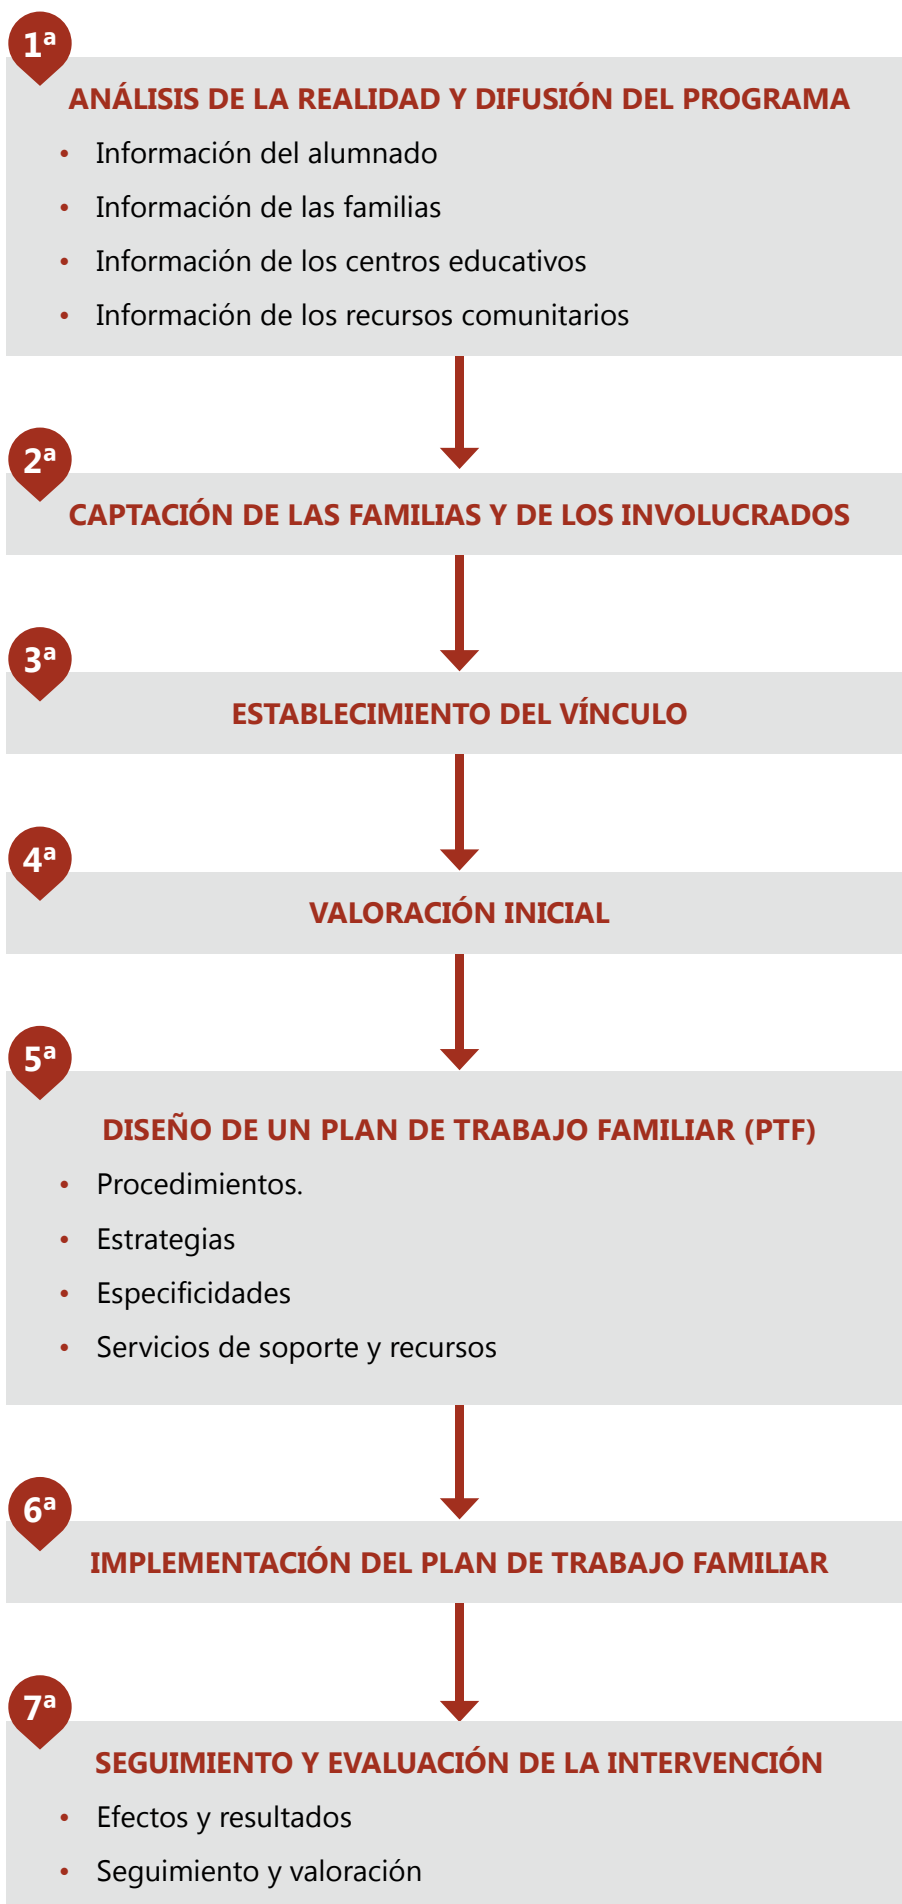 1ª
ANÁLISIS DE LA REALIDAD Y DIFUSIÓN DEL PROGRAMA
• Información del alumnado
• Información de las familias
• Información de los centros educativos
• Información de los recursos comunitarios
2ª
CAPTACIÓN DE LAS FAMILIAS Y DE LOS INVOLUCRADOS
3ª
ESTABLECIMIENTO DEL VÍNCULO
4ª
VALORACIÓN INICIAL
5ª
DISEÑO DE UN PLAN DE TRABAJO FAMILIAR (PTF)
• Procedimientos.
• Estrategias
• Especificidades
• Servicios de soporte y recursos
6ª
IMPLEMENTACIÓN DEL PLAN DE TRABAJO FAMILIAR
7ª
SEGUIMIENTO Y EVALUACIÓN DE LA INTERVENCIÓN
• Efectos y resultados
• Seguimiento y valoración